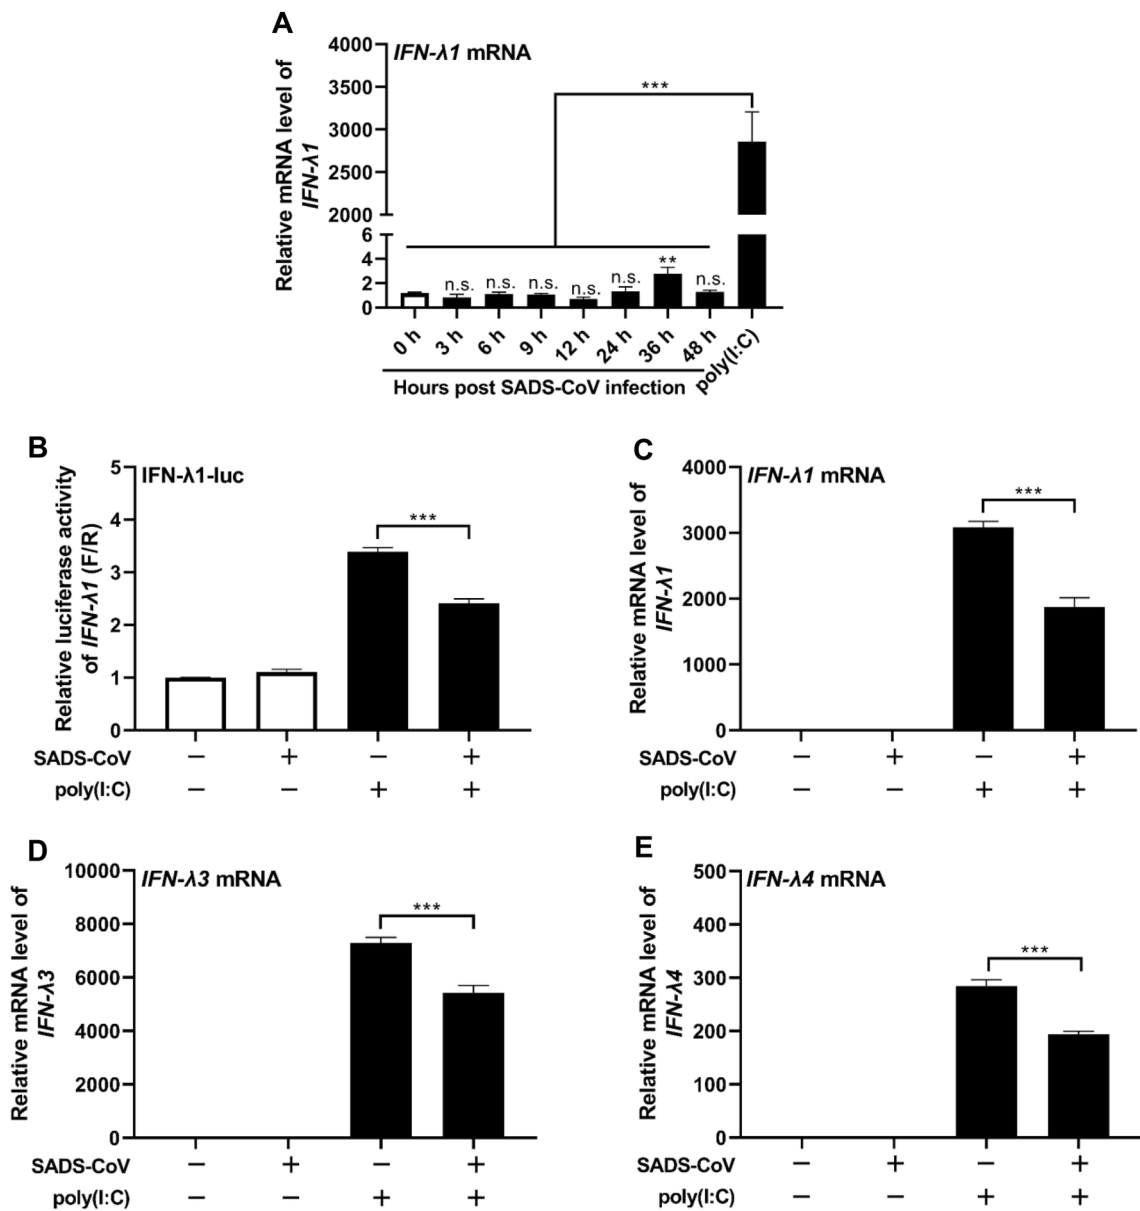 A
IFN-λ1 mRNA
Relative mRNA level of
IFN-λ1
4000
3500
3000
2500
2000
6
4
2
0
***
n.s.
n.s.
n.s.
n.s.
n.s.
**
n.s.
0 h
3 h
6 h
9 h
12 h
24 h
36 h
48 h
poly(I:C)
Hours post SADS-CoV infection
B
IFN-λ1-luc
Relative luciferase activity
of IFN-λ1 (F/R)
5
4
3
2
1
0
***
SADS-CoV − + − +
poly(I:C) − − + +
C
IFN-λ1 mRNA
Relative mRNA level of
IFN-λ1
4000
3000
2000
1000
0
***
SADS-CoV − + − +
poly(I:C) − − + +
D
IFN-λ3 mRNA
Relative mRNA level of
IFN-λ3
10000
8000
6000
4000
2000
0
***
SADS-CoV − + − +
poly(I:C) − − + +
E
IFN-λ4 mRNA
Relative mRNA level of
IFN-λ4
500
400
300
200
100
0
***
SADS-CoV − + − +
poly(I:C) − − + +